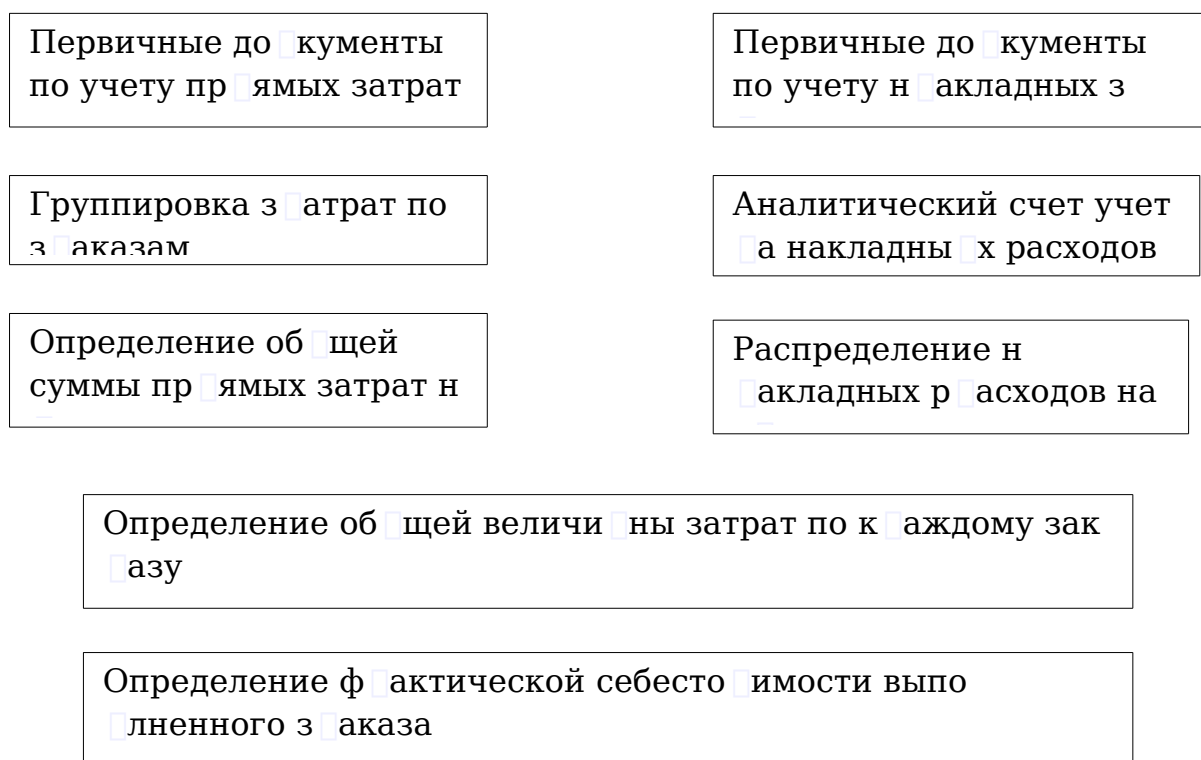 Первичные до кументы
по учету пр ямых затрат
Первичные до кументы
по учету н акладных з
Группировка з атрат по
з аказам
Аналитический счет учет
а накладны х расходов
Определение об щей
суммы пр ямых затрат н
Распределение н
акладных р асходов на
Определение об щей величи ны затрат по к аждому зак
азу
Определение ф актической себесто имости выпо
лненного з аказа